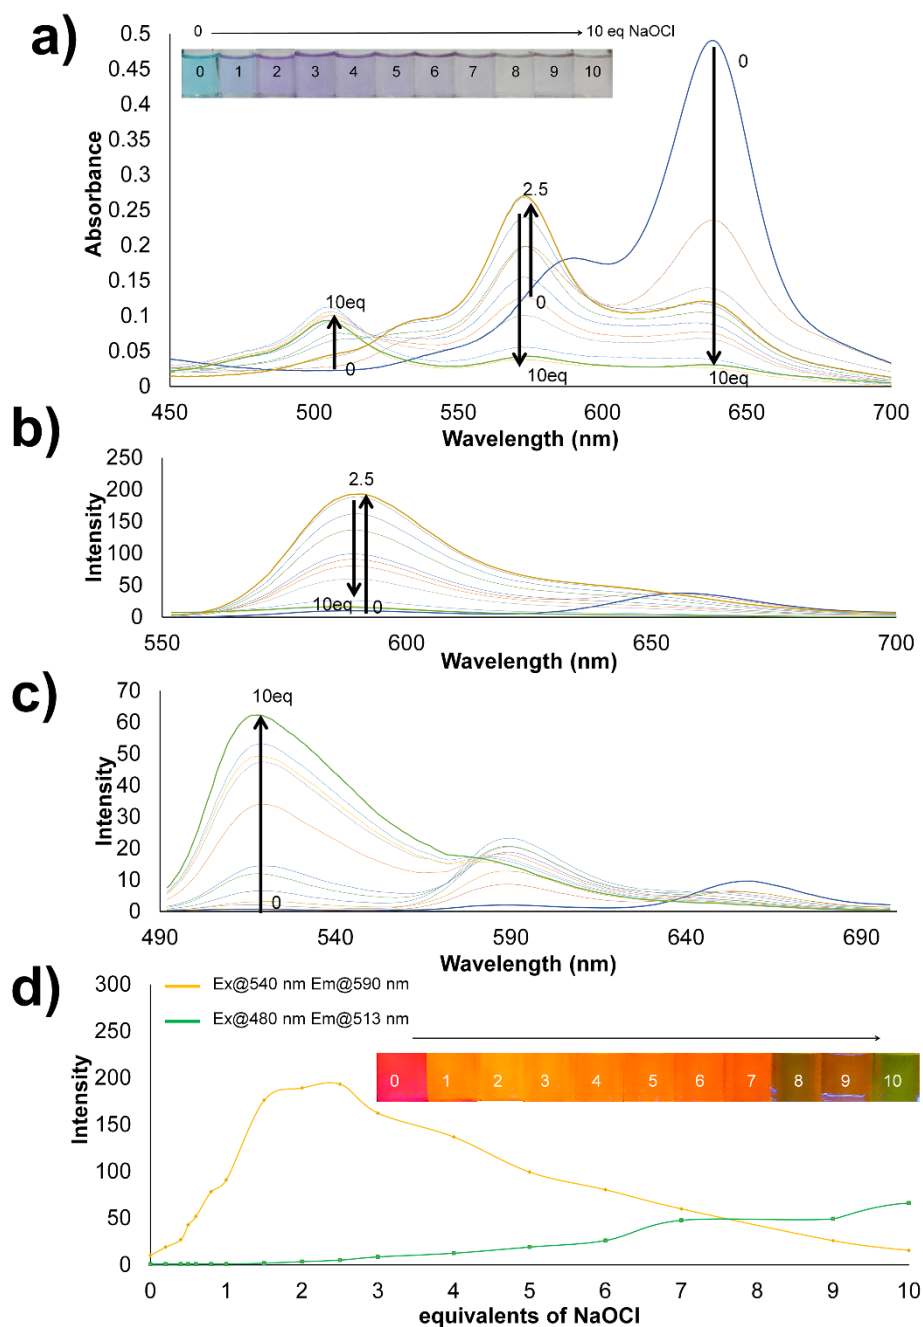 a)
0 10 eq NaOCl
0 1 2 3 4 5 6 7 8 9 10
0.5
0.45
0.4
0.35
0.3
0.25
0.2
0.15
0.1
0.05
0
Absorbance
0
2.5
0
10eq
0
10eq
10eq
450 500 550 600 650 700
Wavelength (nm)
b)
250
200
150
100
50
0
Intensity
2.5
10eq 0
550 600 650 700
Wavelength (nm)
c)
70
60
50
40
30
20
10
0
Intensity
10eq
0
490 540 590 640 690
Wavelength (nm)
d)
300
250
200
150
100
50
0
Intensity
Ex@540 nm Em@590 nm
Ex@480 nm Em@513 nm
0 1 2 3 4 5 6 7 8 9 10
0 1 2 3 4 5 6 7 8 9 10
equivalents of NaOCl